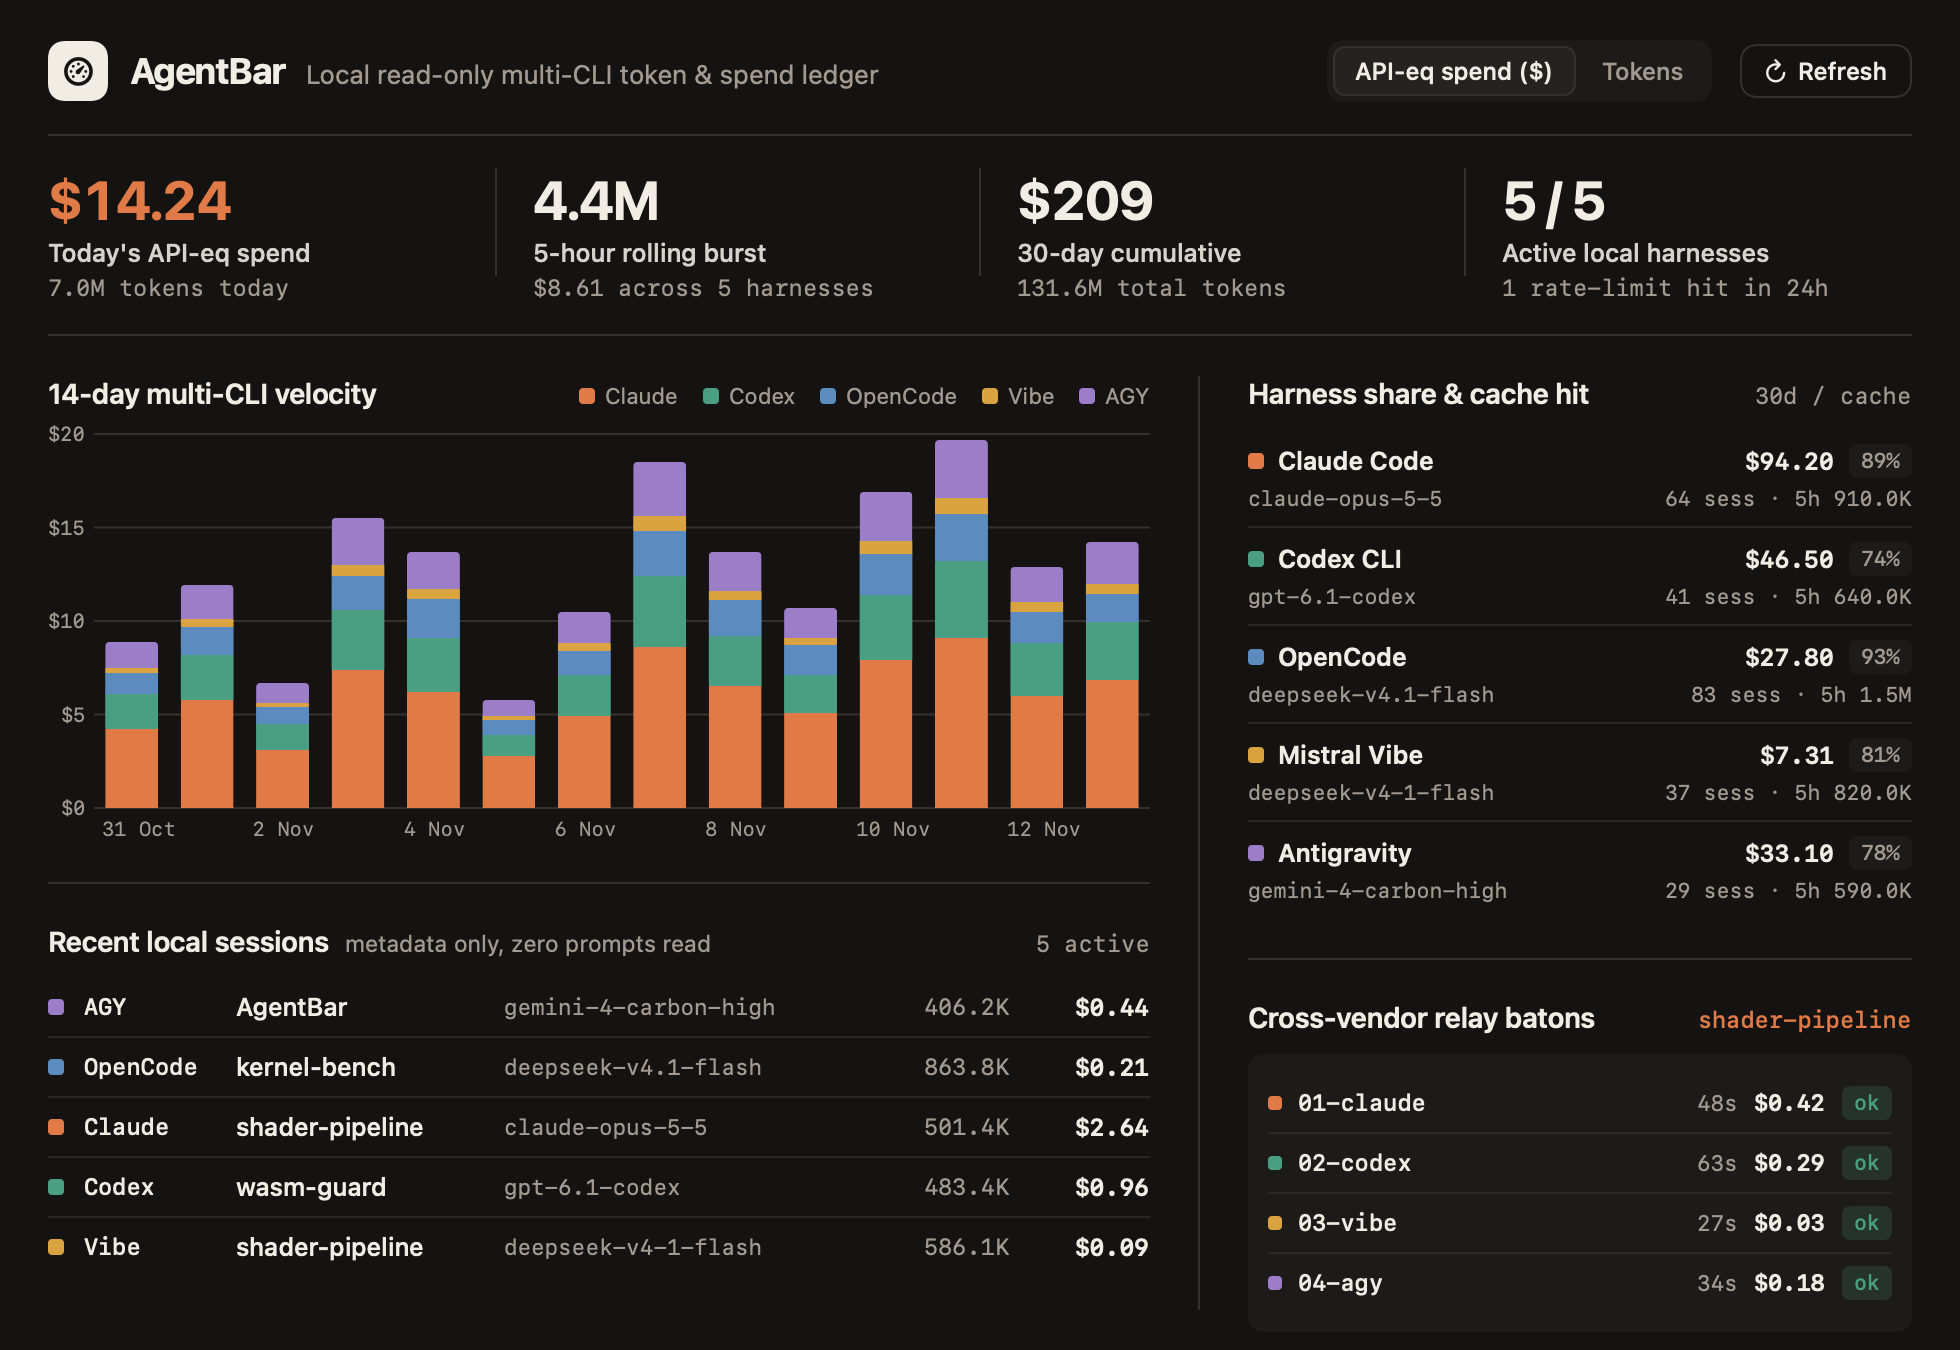 AgentBar Local read-only multi-CLI token & spend ledger
API-eq spend ($) Tokens Refresh
$14.24
Today's API-eq spend
7.0M tokens today
4.4M
5-hour rolling burst
$8.61 across 5 harnesses
$209
30-day cumulative
131.6M total tokens
5/5
Active local harnesses
1 rate-limit hit in 24h
14-day multi-CLI velocity
Claude Codex OpenCode Vibe AGY
$20
$15
$10
$5
$0
31 Oct 2 Nov 4 Nov 6 Nov 8 Nov 10 Nov 12 Nov
Recent local sessions metadata only, zero prompts read 5 active
AGY AgentBar gemini-4-carbon-high 406.2K $0.44
OpenCode kernel-bench deepseek-v4.1-flash 863.8K $0.21
Claude shader-pipeline claude-opus-5-5 501.4K $2.64
Codex wasm-guard gpt-6.1-codex 483.4K $0.96
Vibe shader-pipeline deepseek-v4-1-flash 586.1K $0.09
Harness share & cache hit 30d / cache
Claude Code $94.20 89%
claude-opus-5-5 64 sess · 5h 910.0K
Codex CLI $46.50 74%
gpt-6.1-codex 41 sess · 5h 640.0K
OpenCode $27.80 93%
deepseek-v4.1-flash 83 sess · 5h 1.5M
Mistral Vibe $7.31 81%
deepseek-v4-1-flash 37 sess · 5h 820.0K
Antigravity $33.10 78%
gemini-4-carbon-high 29 sess · 5h 590.0K
Cross-vendor relay batons shader-pipeline
01-claude 48s $0.42 ok
02-codex 63s $0.29 ok
03-vibe 27s $0.03 ok
04-agy 34s $0.18 ok